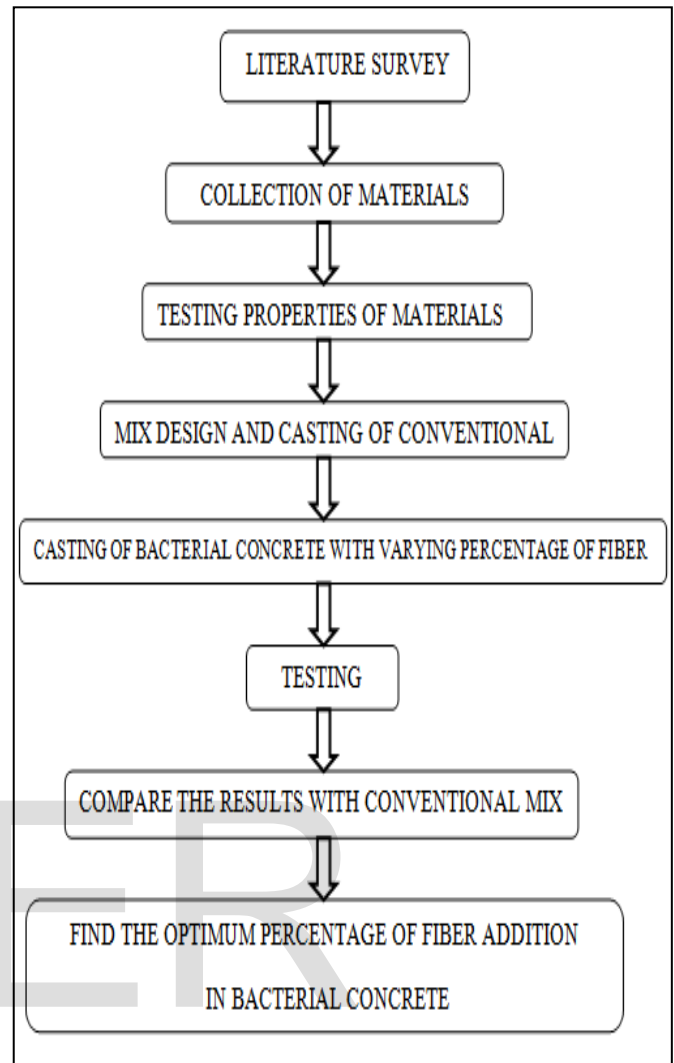 LITERATURE SURVEY
COLLECTION OF MATERIALS
TESTING PROPERTIES OF MATERIALS
MIX DESIGN AND CASTING OF CONVENTIONAL
CASTING OF BACTERIAL CONCRETE WITH VARYING PERCENTAGE OF FIBER
TESTING
COMPARE THE RESULTS WITH CONVENTIONAL MIX
FIND THE OPTIMUM PERCENTAGE OF FIBER ADDITION
IN BACTERIAL CONCRETE
ER